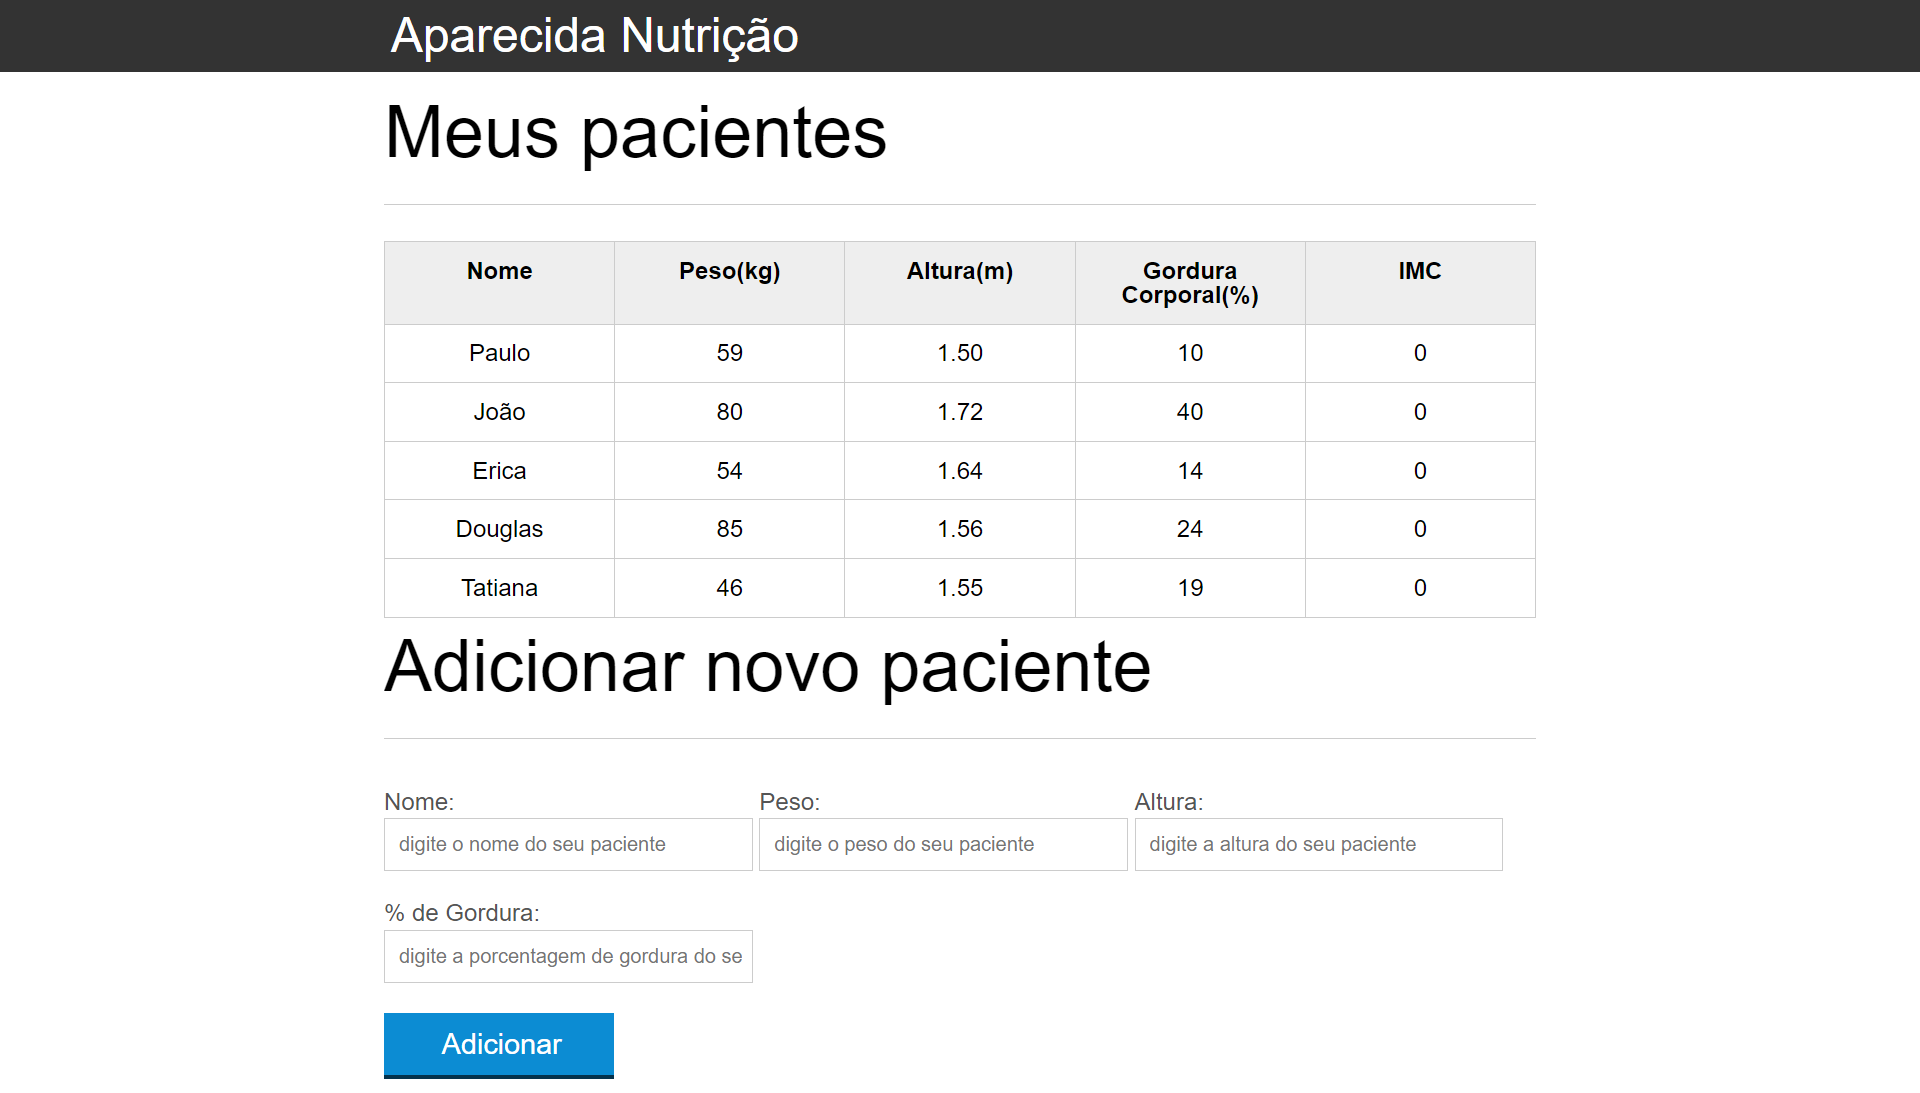 Aparecida Nutrição
Meus pacientes
Nome Peso(kg) Altura(m) Gordura Corporal(%) IMC
Paulo 59 1.50 10 0
João 80 1.72 40 0
Erica 54 1.64 14 0
Douglas 85 1.56 24 0
Tatiana 46 1.55 19 0
Adicionar novo paciente
Nome: Peso: Altura:
digite o nome do seu paciente digite o peso do seu paciente digite a altura do seu paciente
% de Gordura:
digite a porcentagem de gordura do se
Adicionar